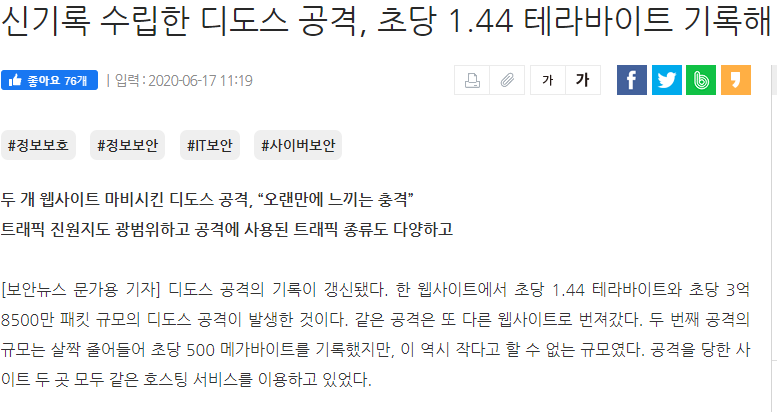 신기록 수립한 디도스 공격, 초당 1.44 테라바이트 기록해
좋아요 76개 | 입력 : 2020-06-17 11:19 가 가
#정보보호 #정보보안 #IT보안 #사이버보안
두 개 웹사이트 마비시킨 디도스 공격, “오랜만에 느끼는 충격”
트래픽 진원지도 광범위하고 공격에 사용된 트래픽 종류도 다양하고
[보안뉴스 문가용 기자] 디도스 공격의 기록이 갱신됐다. 한 웹사이트에서 초당 1.44 테라바이트와 초당 3억
8500만 패킷 규모의 디도스 공격이 발생한 것이다. 같은 공격은 또 다른 웹사이트로 번져갔다. 두 번째 공격의
규모는 살짝 줄어들어 초당 500 메가바이트를 기록했지만, 이 역시 작다고 할 수 없는 규모였다. 공격을 당한 사
이트 두 곳 모두 같은 호스팅 서비스를 이용하고 있었다.